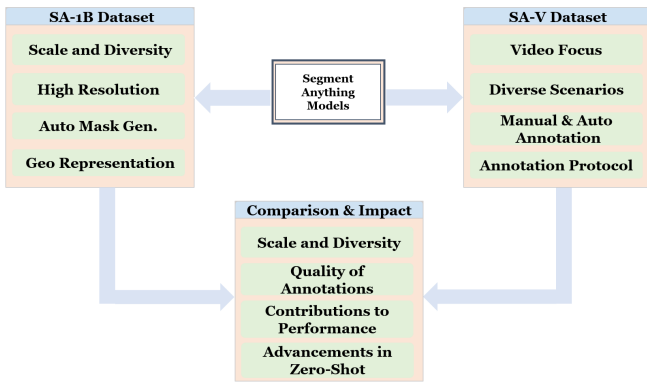 SA-1B Dataset
Scale and Diversity
High Resolution
Auto Mask Gen.
Geo Representation
Segment
Anything
Models
SA-V Dataset
Video Focus
Diverse Scenarios
Manual & Auto
Annotation
Annotation Protocol
Comparison & Impact
Scale and Diversity
Quality of
Annotations
Contributions to
Performance
Advancements in
Zero-Shot